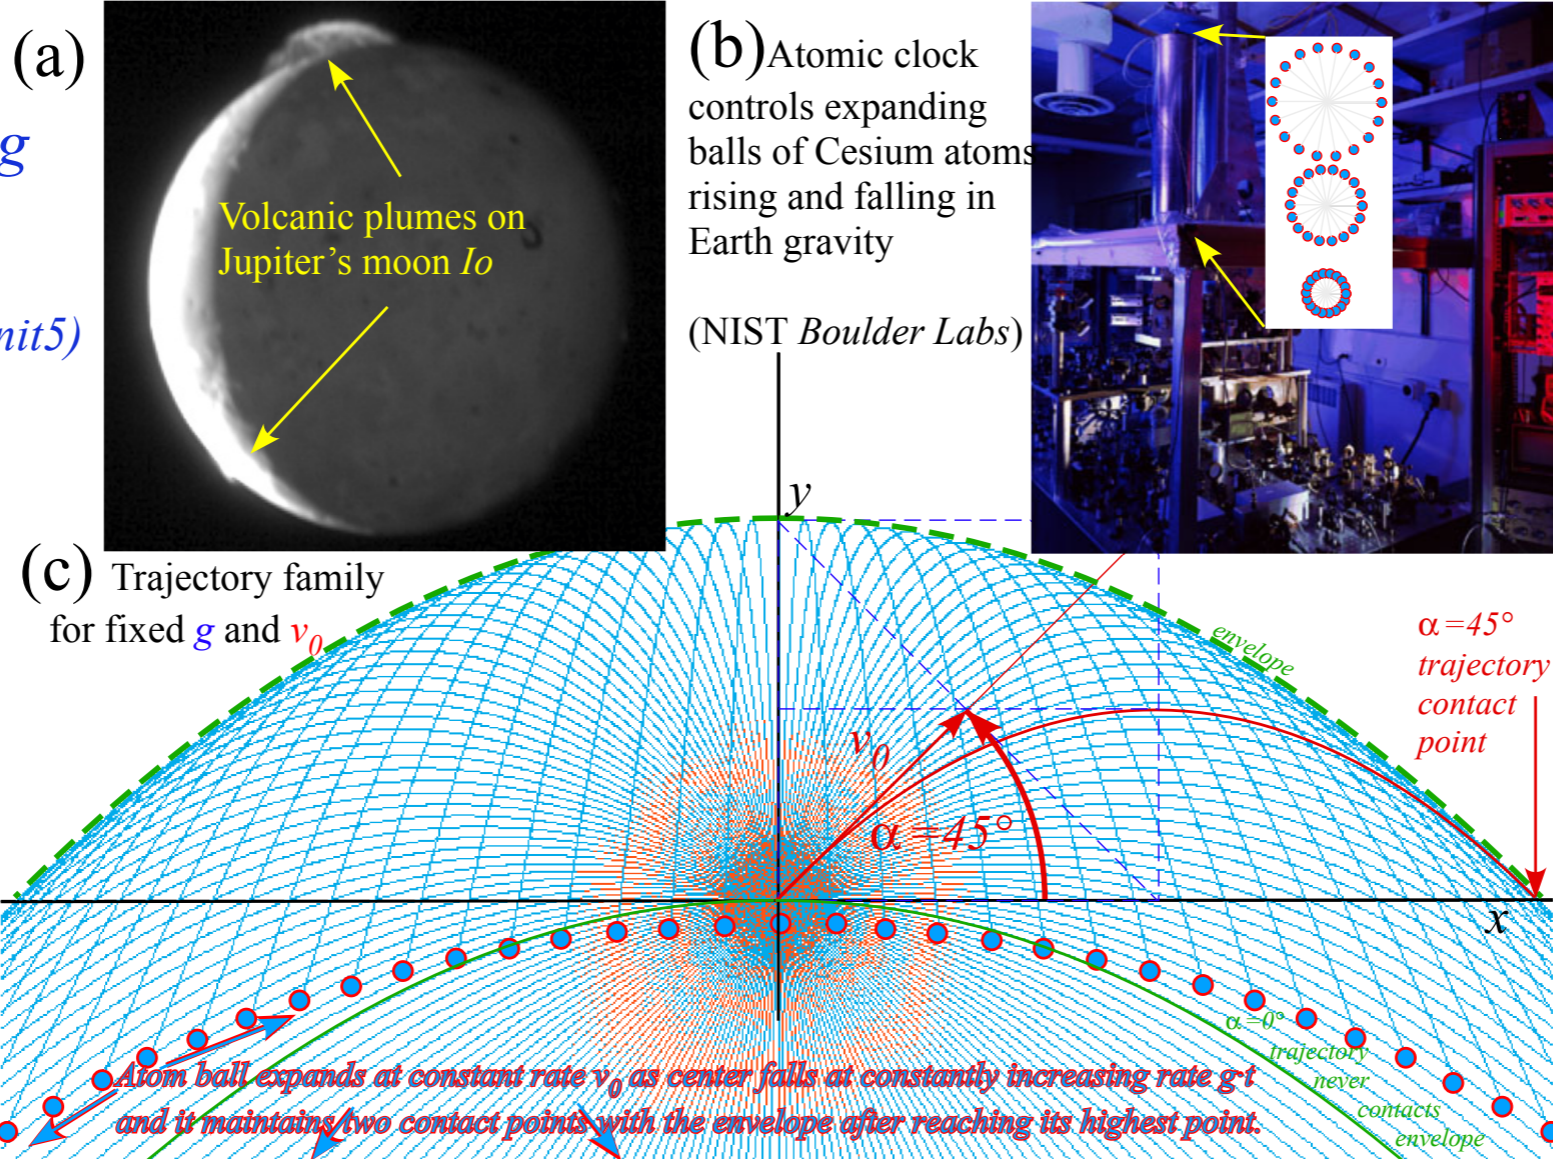 (a)
g
nit5)
Volcanic plumes on
Jupiter's moon Io
(b) Atomic clock
controls expanding
balls of Cesium atoms
rising and falling in
Earth gravity
(NIST Boulder Labs)
(c) Trajectory family
for fixed g and v0
y
envelope
α=45°
trajectory
contact
point
v0
α=45°
x
α=0°
trajectory
never
contacts
envelope
Atom ball expands at constant rate v0 as center falls at constantly increasing rate g·t
and it maintains two contact points with the envelope after reaching its highest point.